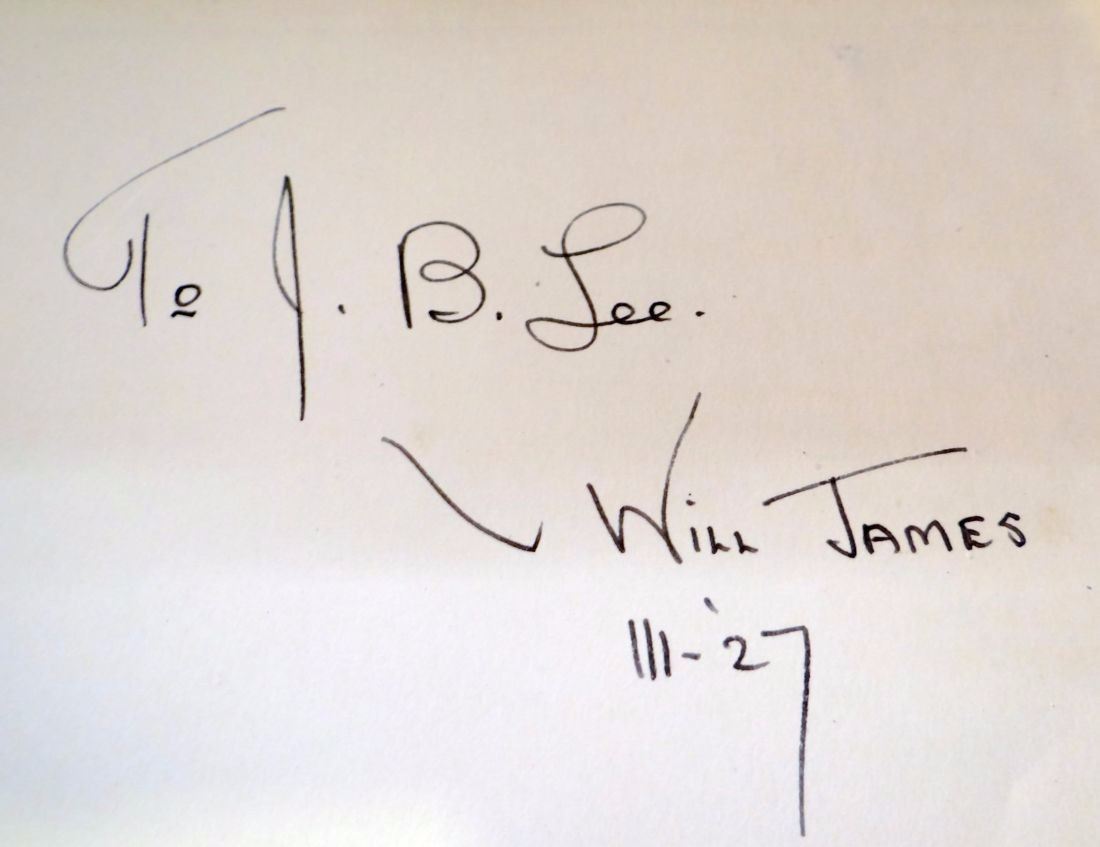 To J. B. Lee.
Will James
III-'27